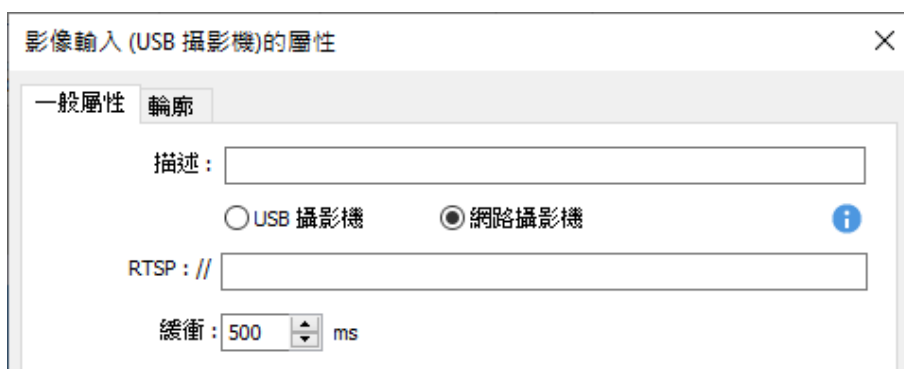 影像輸入 (USB 攝影機)的屬性
一般屬性 輪廓
描述：
USB 攝影機 網路攝影機
RTSP：//
緩衝：500 ms